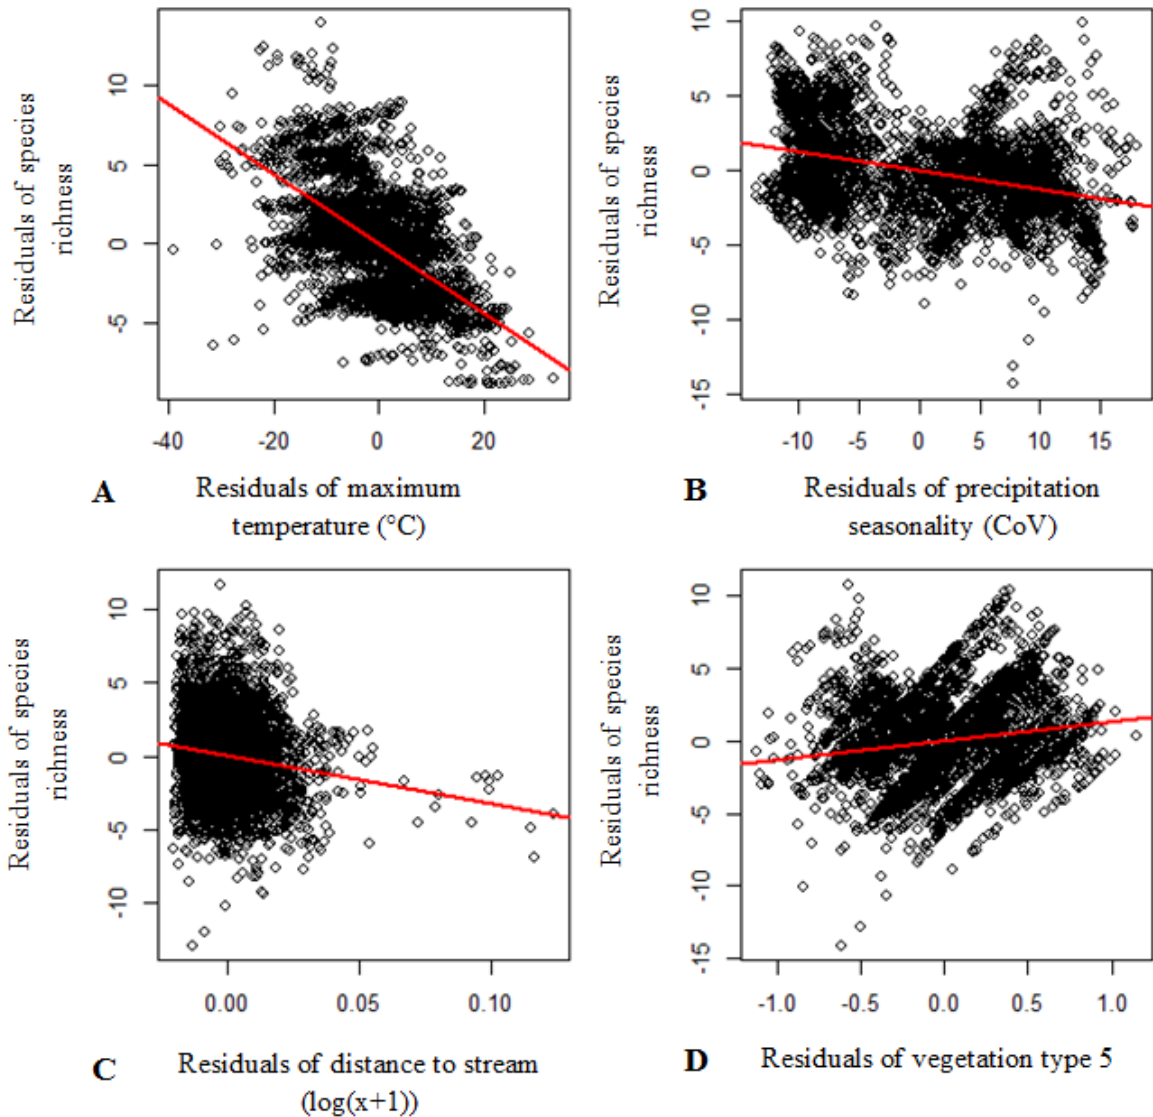 Residuals of species
richness
10
5
0
-5
-40
-20
0
20
A
Residuals of maximum
temperature (°C)
Residuals of species
richness
10
5
0
-5
-10
-15
-10
-5
0
5
10
15
B
Residuals of precipitation
seasonality (CoV)
Residuals of species
richness
10
5
0
-5
-10
0.00
0.05
0.10
C
Residuals of distance to stream
(log(x+1))
Residuals of species
richness
10
5
0
-5
-10
-15
-1.0
-0.5
0.0
0.5
1.0
D
Residuals of vegetation type 5